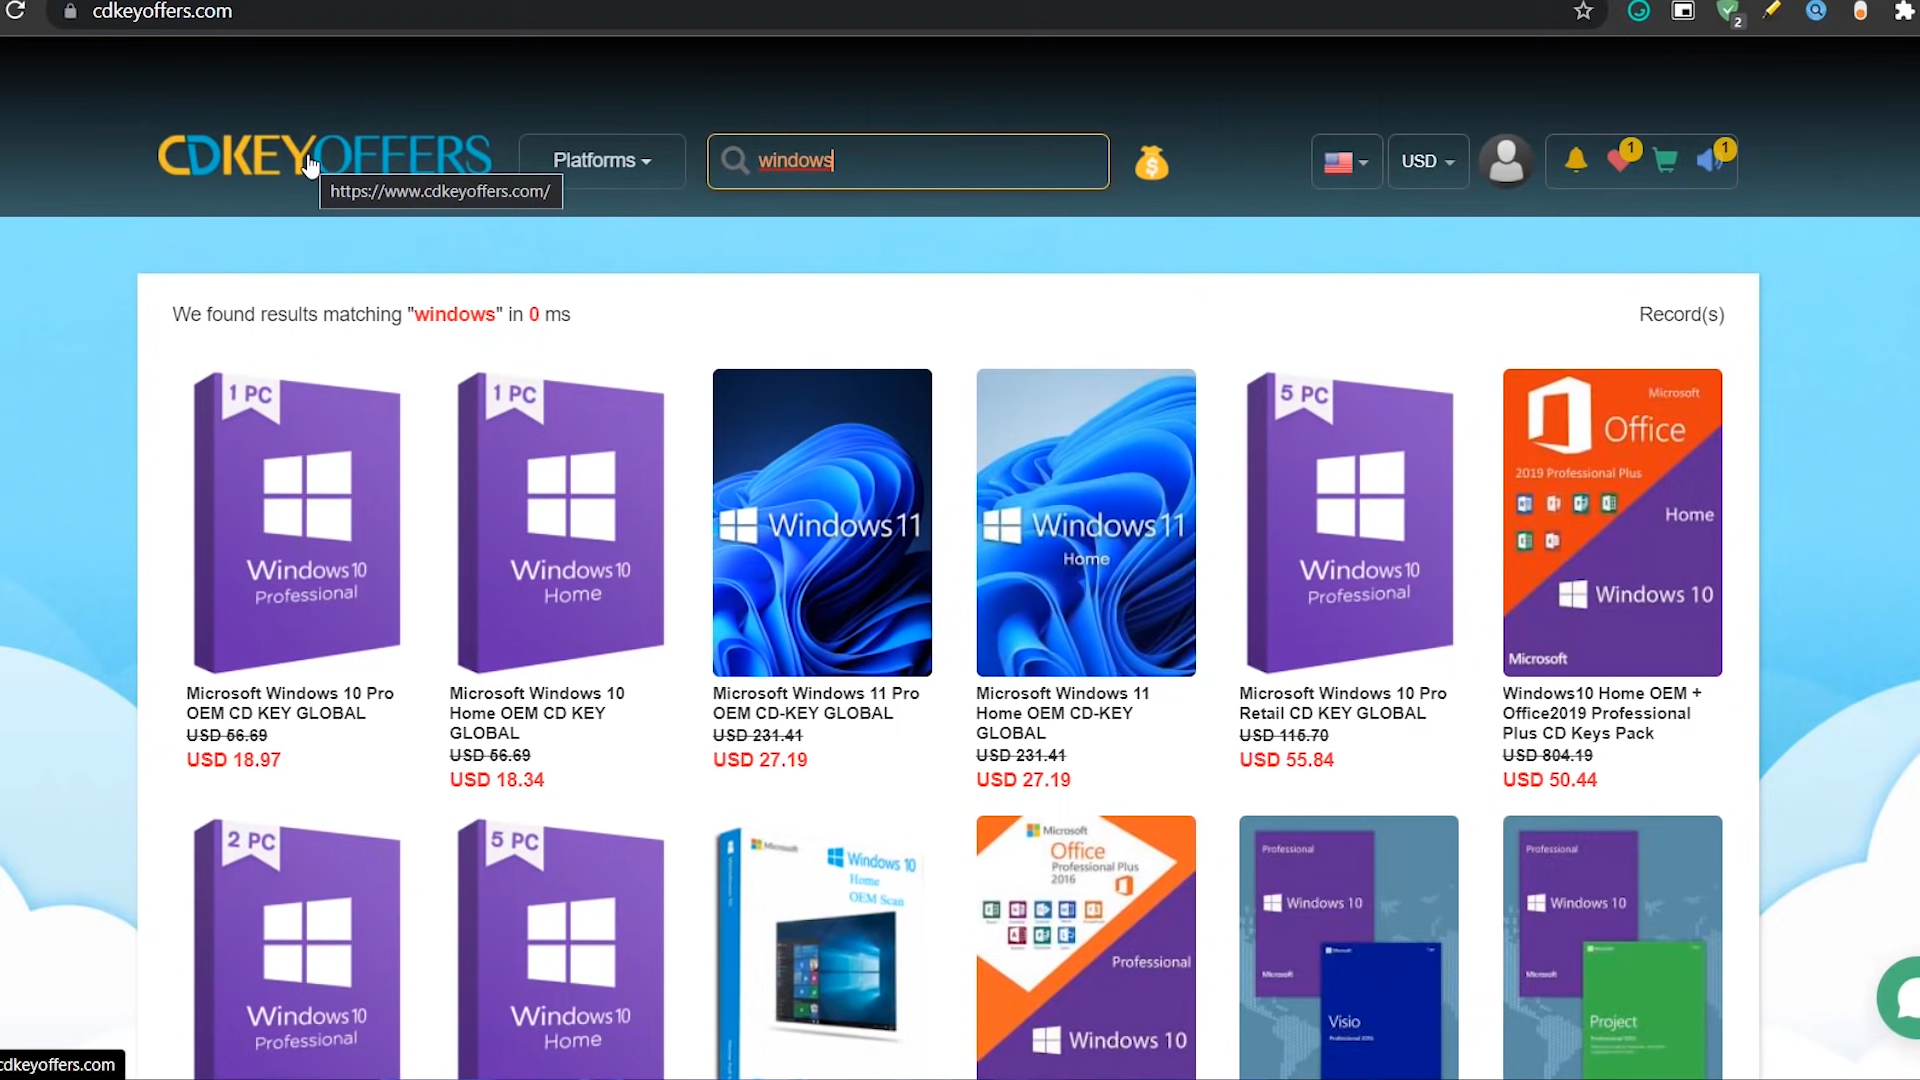 cdkeyoffers.com
2
CDKEYOFFERS
Platforms
windows
USD
1
1
https://www.cdkeyoffers.com/
We found results matching "windows" in 0 ms
Record(s)
1 PC
Windows 10
Professional
1 PC
Windows 10
Home
Windows 11
Windows 11
Home
5 PC
Windows 10
Professional
Microsoft
Office
2019 Professional Plus
Home
Windows 10
Microsoft
Microsoft Windows 10 Pro
OEM CD KEY GLOBAL
USD 56.69
USD 18.97
Microsoft Windows 10
Home OEM CD KEY
GLOBAL
USD 56.69
USD 18.34
Microsoft Windows 11 Pro
OEM CD-KEY GLOBAL
USD 231.41
USD 27.19
Microsoft Windows 11
Home OEM CD-KEY
GLOBAL
USD 231.41
USD 27.19
Microsoft Windows 10 Pro
Retail CD KEY GLOBAL
USD 115.70
USD 55.84
Windows10 Home OEM +
Office2019 Professional
Plus CD Keys Pack
USD 804.19
USD 50.44
2 PC
Windows 10
Professional
5 PC
Windows 10
Home
Microsoft
Windows 10
Home
OEM Scan
Microsoft
Office
Professional Plus
2016
Professional
Windows 10
Professional
Windows 10
Microsoft
Visio
Professional
Windows 10
Microsoft
Project
cdkeyoffers.com